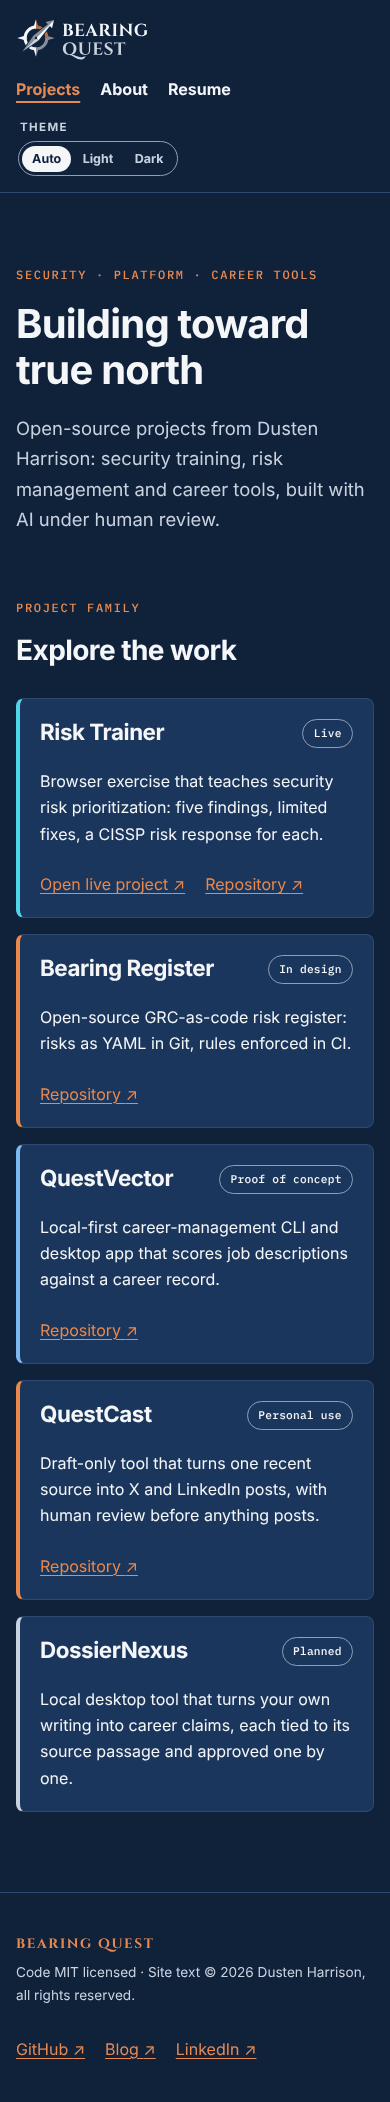 BEARING
QUEST
Projects About Resume
THEME
Auto Light Dark
SECURITY · PLATFORM · CAREER TOOLS
Building toward
true north
Open-source projects from Dusten
Harrison: security training, risk
management and career tools, built with
AI under human review.
PROJECT FAMILY
Explore the work
Risk Trainer Live
Browser exercise that teaches security
risk prioritization: five findings, limited
fixes, a CISSP risk response for each.
Open live project ↗ Repository ↗
Bearing Register In design
Open-source GRC-as-code risk register:
risks as YAML in Git, rules enforced in CI.
Repository ↗
QuestVector Proof of concept
Local-first career-management CLI and
desktop app that scores job descriptions
against a career record.
Repository ↗
QuestCast Personal use
Draft-only tool that turns one recent
source into X and LinkedIn posts, with
human review before anything posts.
Repository ↗
DossierNexus Planned
Local desktop tool that turns your own
writing into career claims, each tied to its
source passage and approved one by
one.
BEARING QUEST
Code MIT licensed · Site text © 2026 Dusten Harrison,
all rights reserved.
GitHub ↗ Blog ↗ LinkedIn ↗